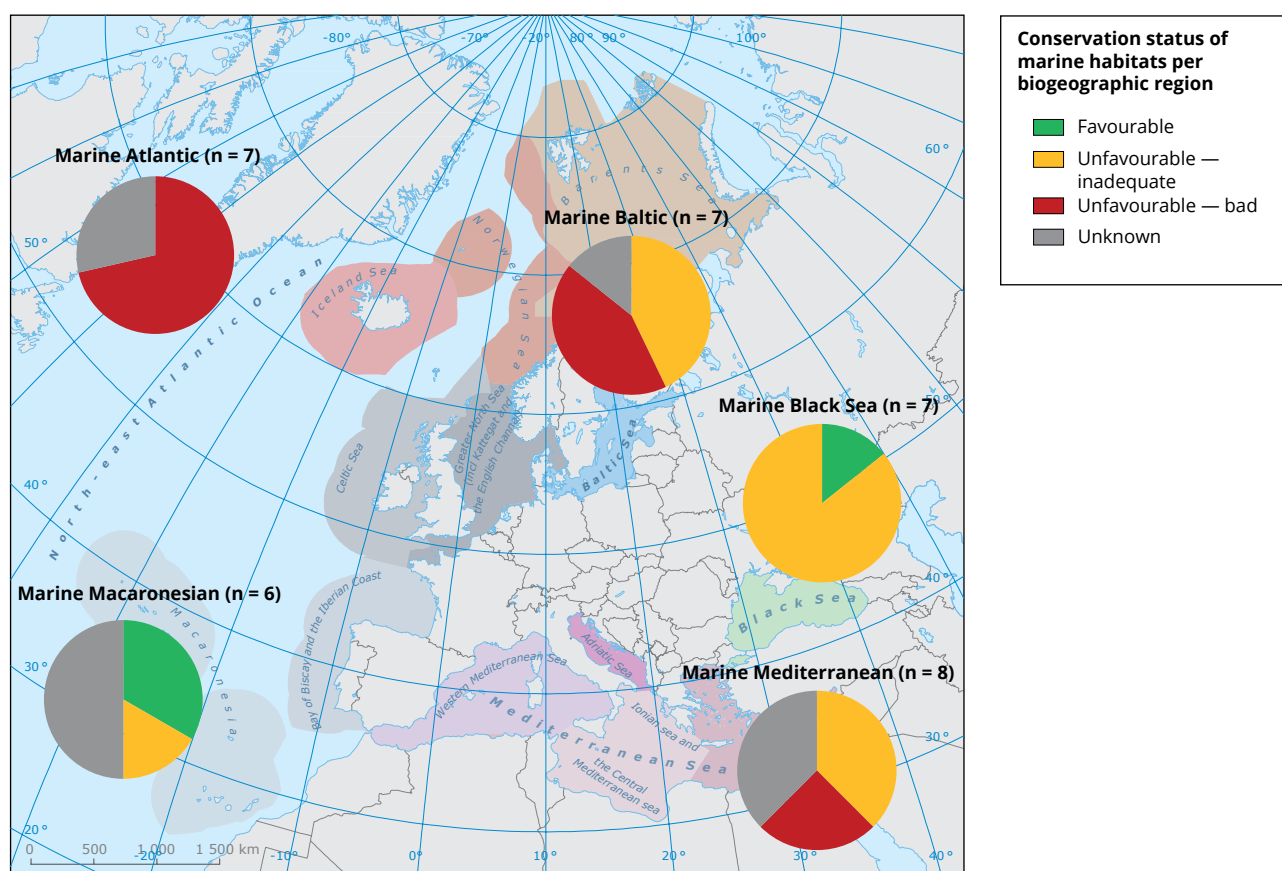 -80°
-70°
-20°
80°
90°
100°
60°
50°
40°
30°
20°
50°
40°
30°
-20°
-10°
0°
10°
20°
30°
40°
Marine Atlantic (n = 7)
Marine Baltic (n = 7)
Marine Black Sea (n = 7)
Marine Macaronesian (n = 6)
Marine Mediterranean (n = 8)
Barents Sea
Norwegian Sea
Iceland Sea
North-east Atlantic Ocean
Celtic Sea
Greater North Sea
(incl Kattegat and
the English Channel)
Baltic Sea
Bay of Biscay and the Iberian Coast
Macaronesia
Black Sea
Adriatic Sea
Western Mediterranean Sea
Mediterranean Sea
Ionian sea and
the Central
Mediterranean sea
0 500 1 000 1 500 km
Conservation status of
marine habitats per
biogeographic region
Favourable
Unfavourable —
inadequate
Unfavourable — bad
Unknown